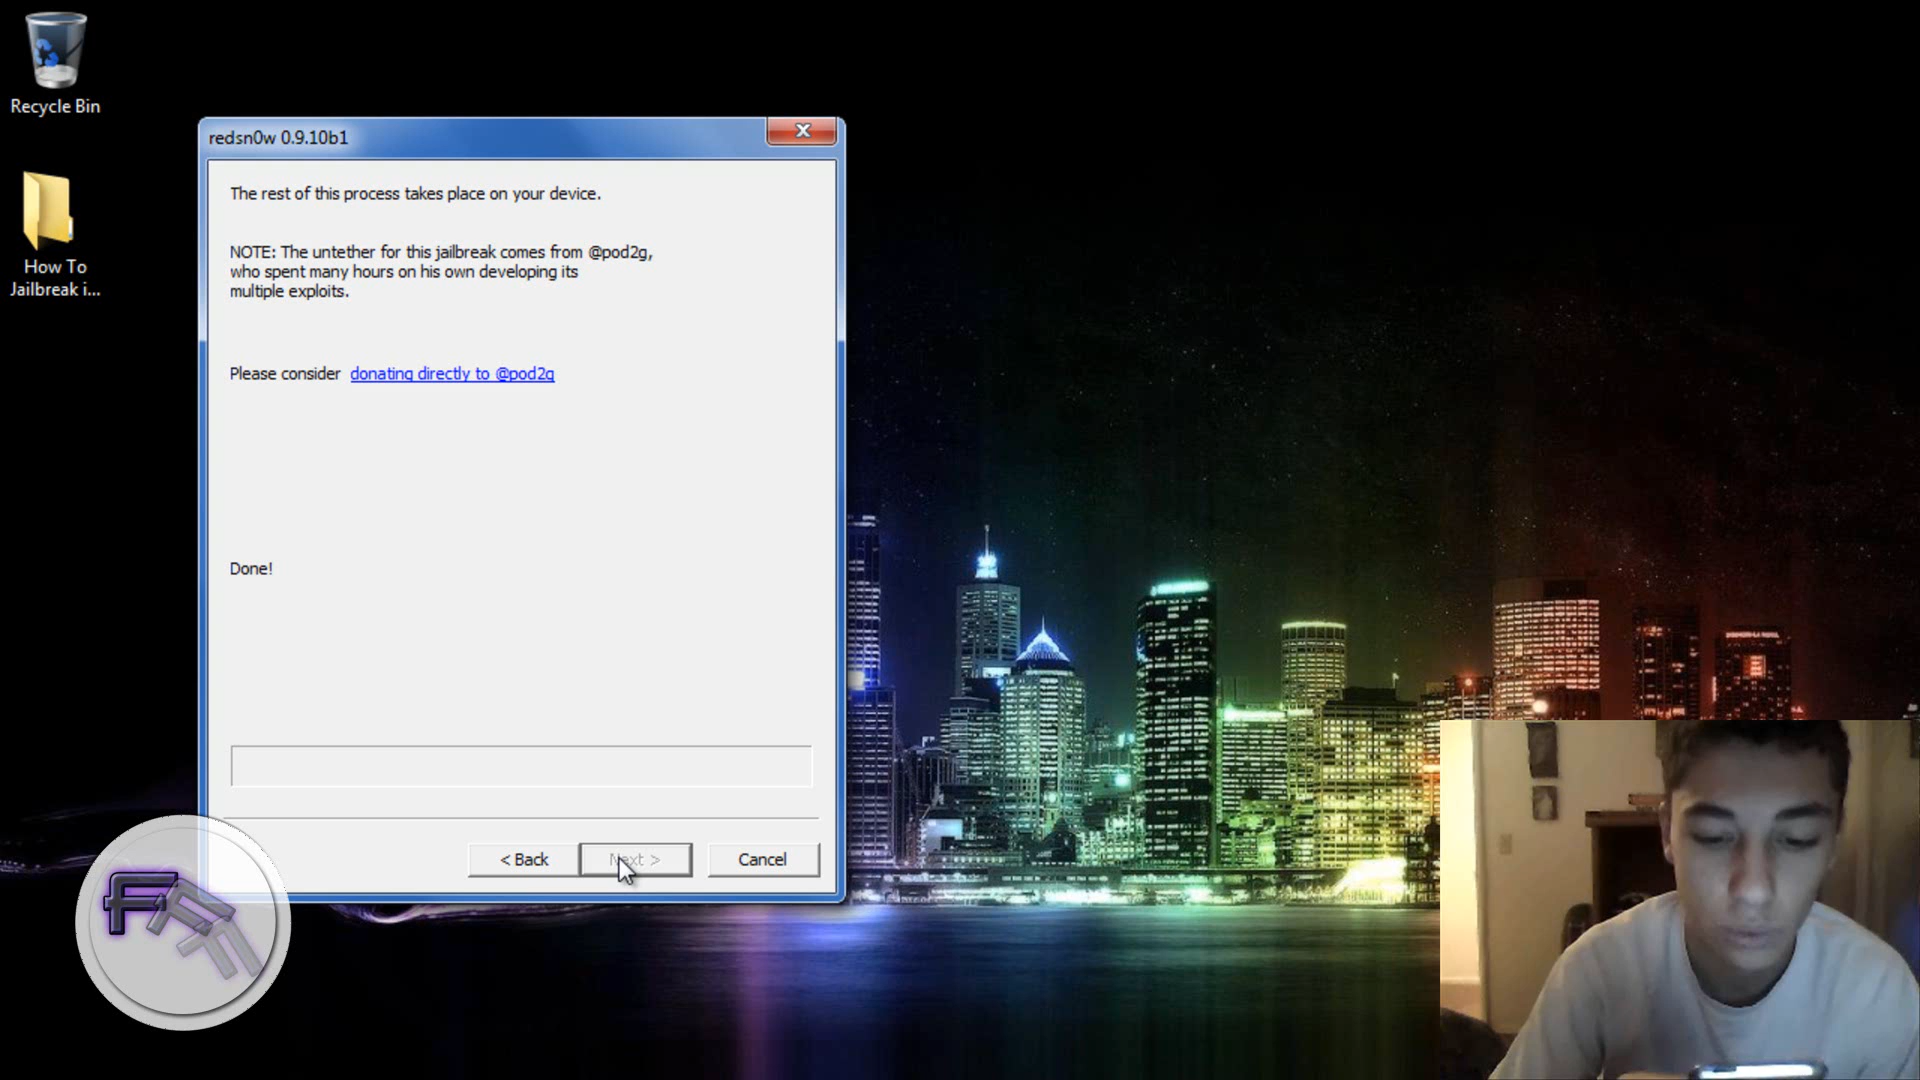 Recycle Bin
How To
Jailbreak i...
redsn0w 0.9.10b1
The rest of this process takes place on your device.
NOTE: The untether for this jailbreak comes from @pod2g,
who spent many hours on his own developing its
multiple exploits.
Please consider donating directly to @pod2g
Done!
< Back
Next >
Cancel